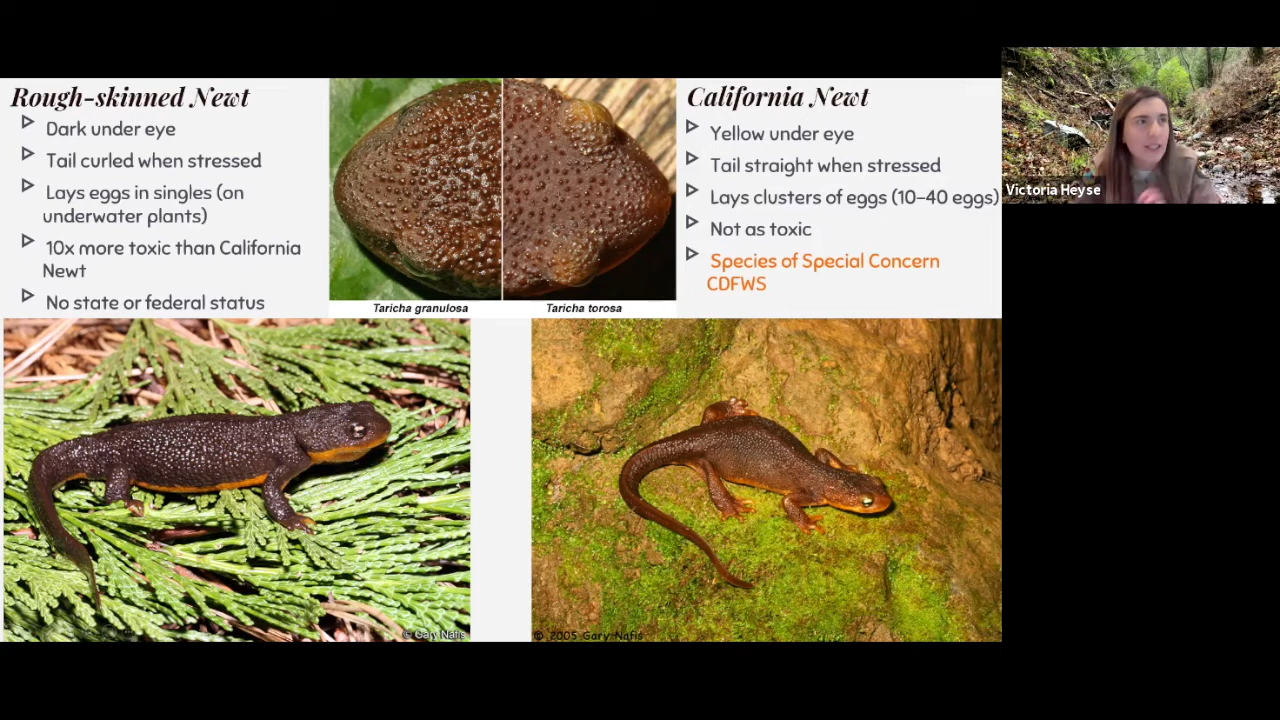 Rough-skinned Newt
Dark under eye
Tail curled when stressed
Lays eggs in singles (on
underwater plants)
10x more toxic than California
Newt
No state or federal status
Taricha granulosa
Taricha torosa
California Newt
Yellow under eye
Tail straight when stressed
Lays clusters of eggs (10-40 eggs)
Not as toxic
Species of Special Concern
CDFWS
Victoria Heyse
© Gary Nafis
© 2005 Gary Nafis